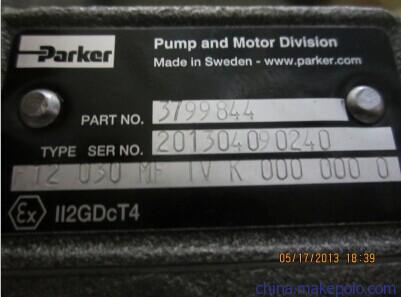 Parker
Pump and Motor Division
Made in Sweden - www.parker.com
PART NO. 3799844
TYPE SER NO. 201304090240
F12 030 MF IV K 000 000 0
Ex II2GDcT4
05/17/2013 18:39
china.makepolo.com